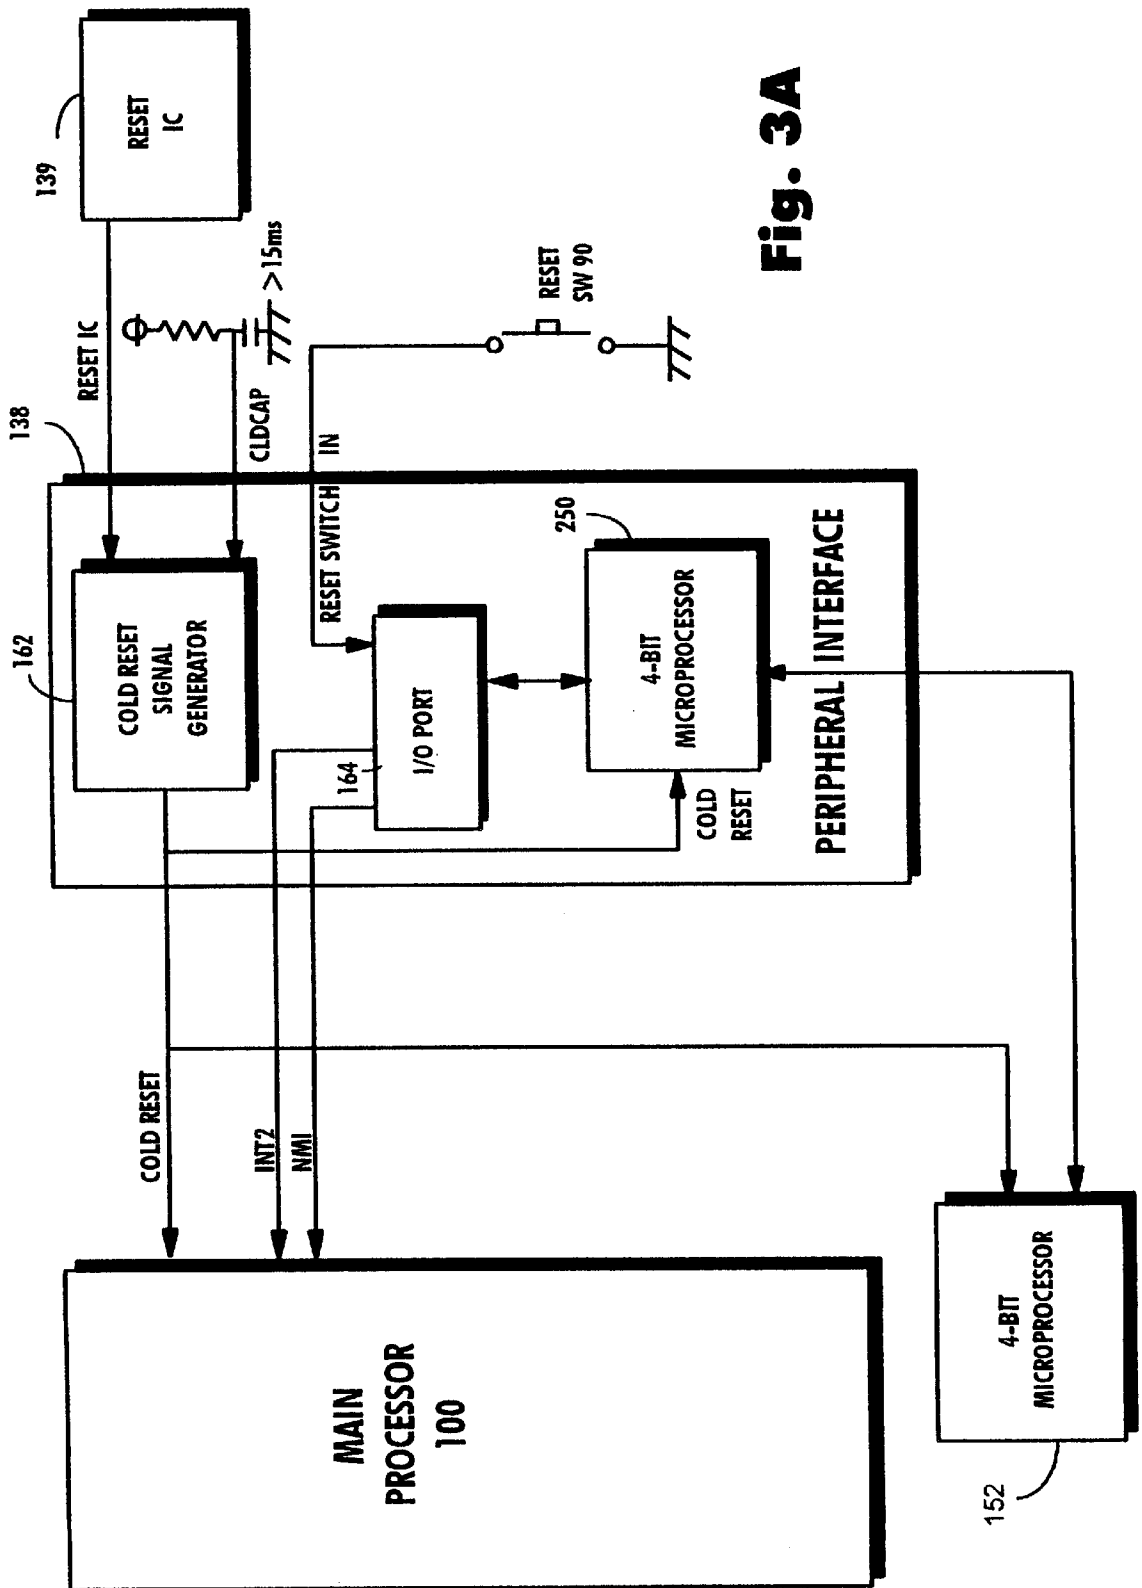 139
RESET
IC
RESET IC
>15ms
CLDCAP
138
RESET SWITCH IN
RESET
SW 90
162
COLD RESET
SIGNAL
GENERATOR
164
I/O PORT
250
4-BIT
MICROPROCESSOR
COLD
RESET
PERIPHERAL INTERFACE
COLD RESET
INT2
NMI
MAIN
PROCESSOR
100
4-BIT
MICROPROCESSOR
152
Fig. 3A